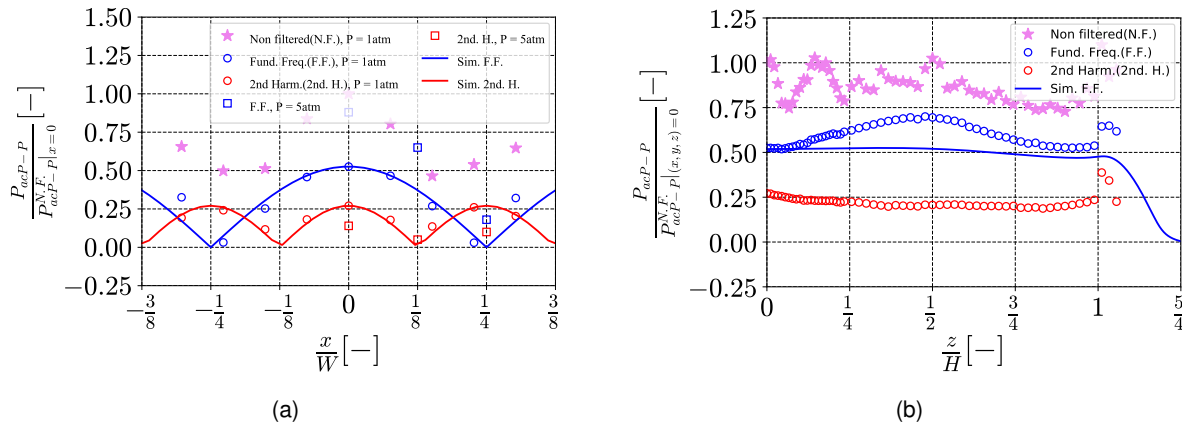 1.50
1.25
1.00
0.75
0.50
0.25
0.00
−0.25
P_{acP−P} / P^{N.F.}_{acP−P}|_{x=0} [−]
Non filtered(N.F.), P = 1atm
Fund. Freq.(F.F.), P = 1atm
2nd Harm.(2nd. H.), P = 1atm
F.F., P = 5atm
2nd. H., P = 5atm
Sim. F.F.
Sim. 2nd. H.
−3/8 −1/4 −1/8 0 1/8 1/4 3/8
x/W [−]
(a)
1.25
1.00
0.75
0.50
0.25
0.00
−0.25
P_{acP−P} / P^{N.F.}_{acP−P}|_{(x,y,z)=0} [−]
Non filtered(N.F.)
Fund. Freq.(F.F.)
2nd Harm.(2nd. H.)
Sim. F.F.
0 1/4 1/2 3/4 1 5/4
z/H [−]
(b)